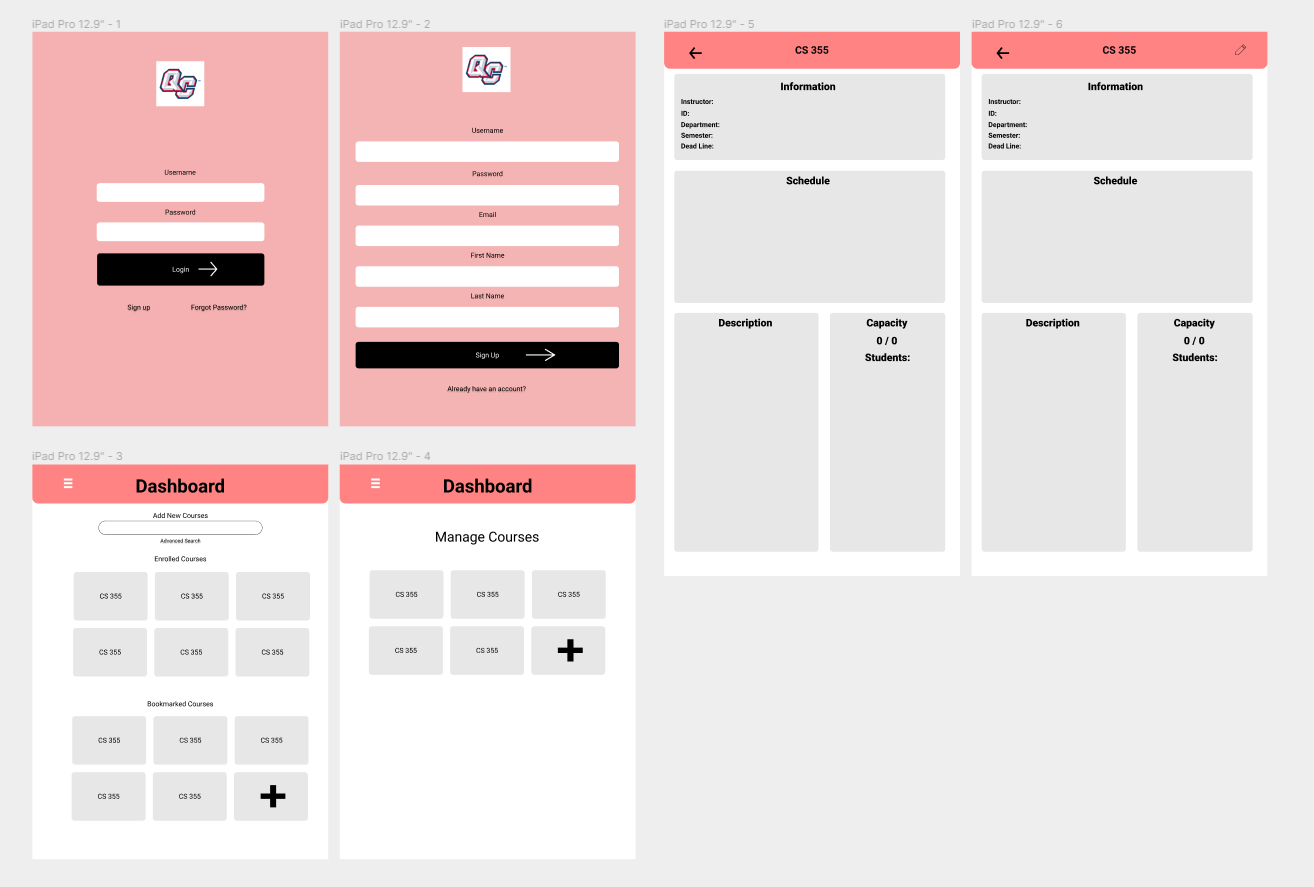 iPad Pro 12.9" - 1
QC
Username
Password
Login
Sign up
Forgot Password?
iPad Pro 12.9" - 2
QC
Username
Password
Email
First Name
Last Name
Sign Up
Already have an account?
iPad Pro 12.9" - 5
CS 355
Information
Instructor:
ID:
Department:
Semester:
Dead Line:
Schedule
Description
Capacity
0 / 0
Students:
iPad Pro 12.9" - 6
CS 355
Information
Instructor:
ID:
Department:
Semester:
Dead Line:
Schedule
Description
Capacity
0 / 0
Students:
iPad Pro 12.9" - 3
Dashboard
Add New Courses
Advanced Search
Enrolled Courses
CS 355 CS 355 CS 355
CS 355 CS 355 CS 355
Bookmarked Courses
CS 355 CS 355 CS 355
CS 355 CS 355
iPad Pro 12.9" - 4
Dashboard
Manage Courses
CS 355 CS 355 CS 355
CS 355 CS 355